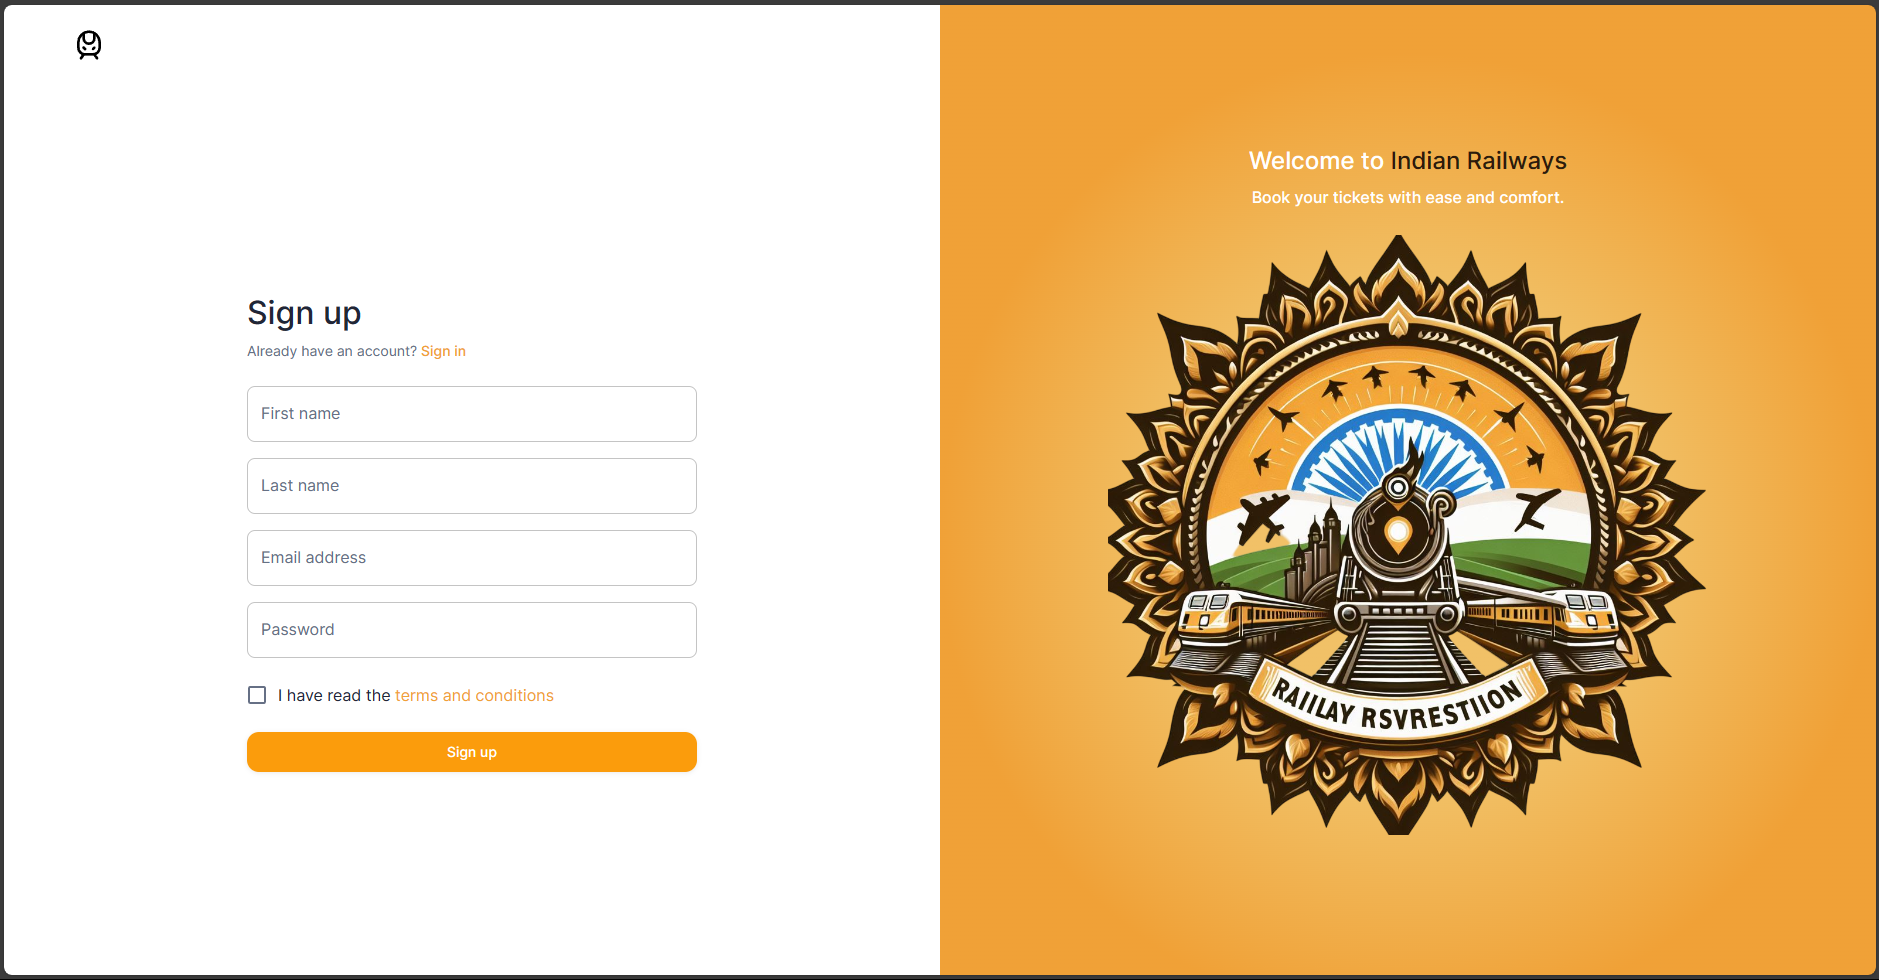 Sign up
Already have an account? Sign in
First name
Last name
Email address
Password
I have read the terms and conditions
Sign up
Welcome to Indian Railways
Book your tickets with ease and comfort.
RAIILAY RSVRESTIION